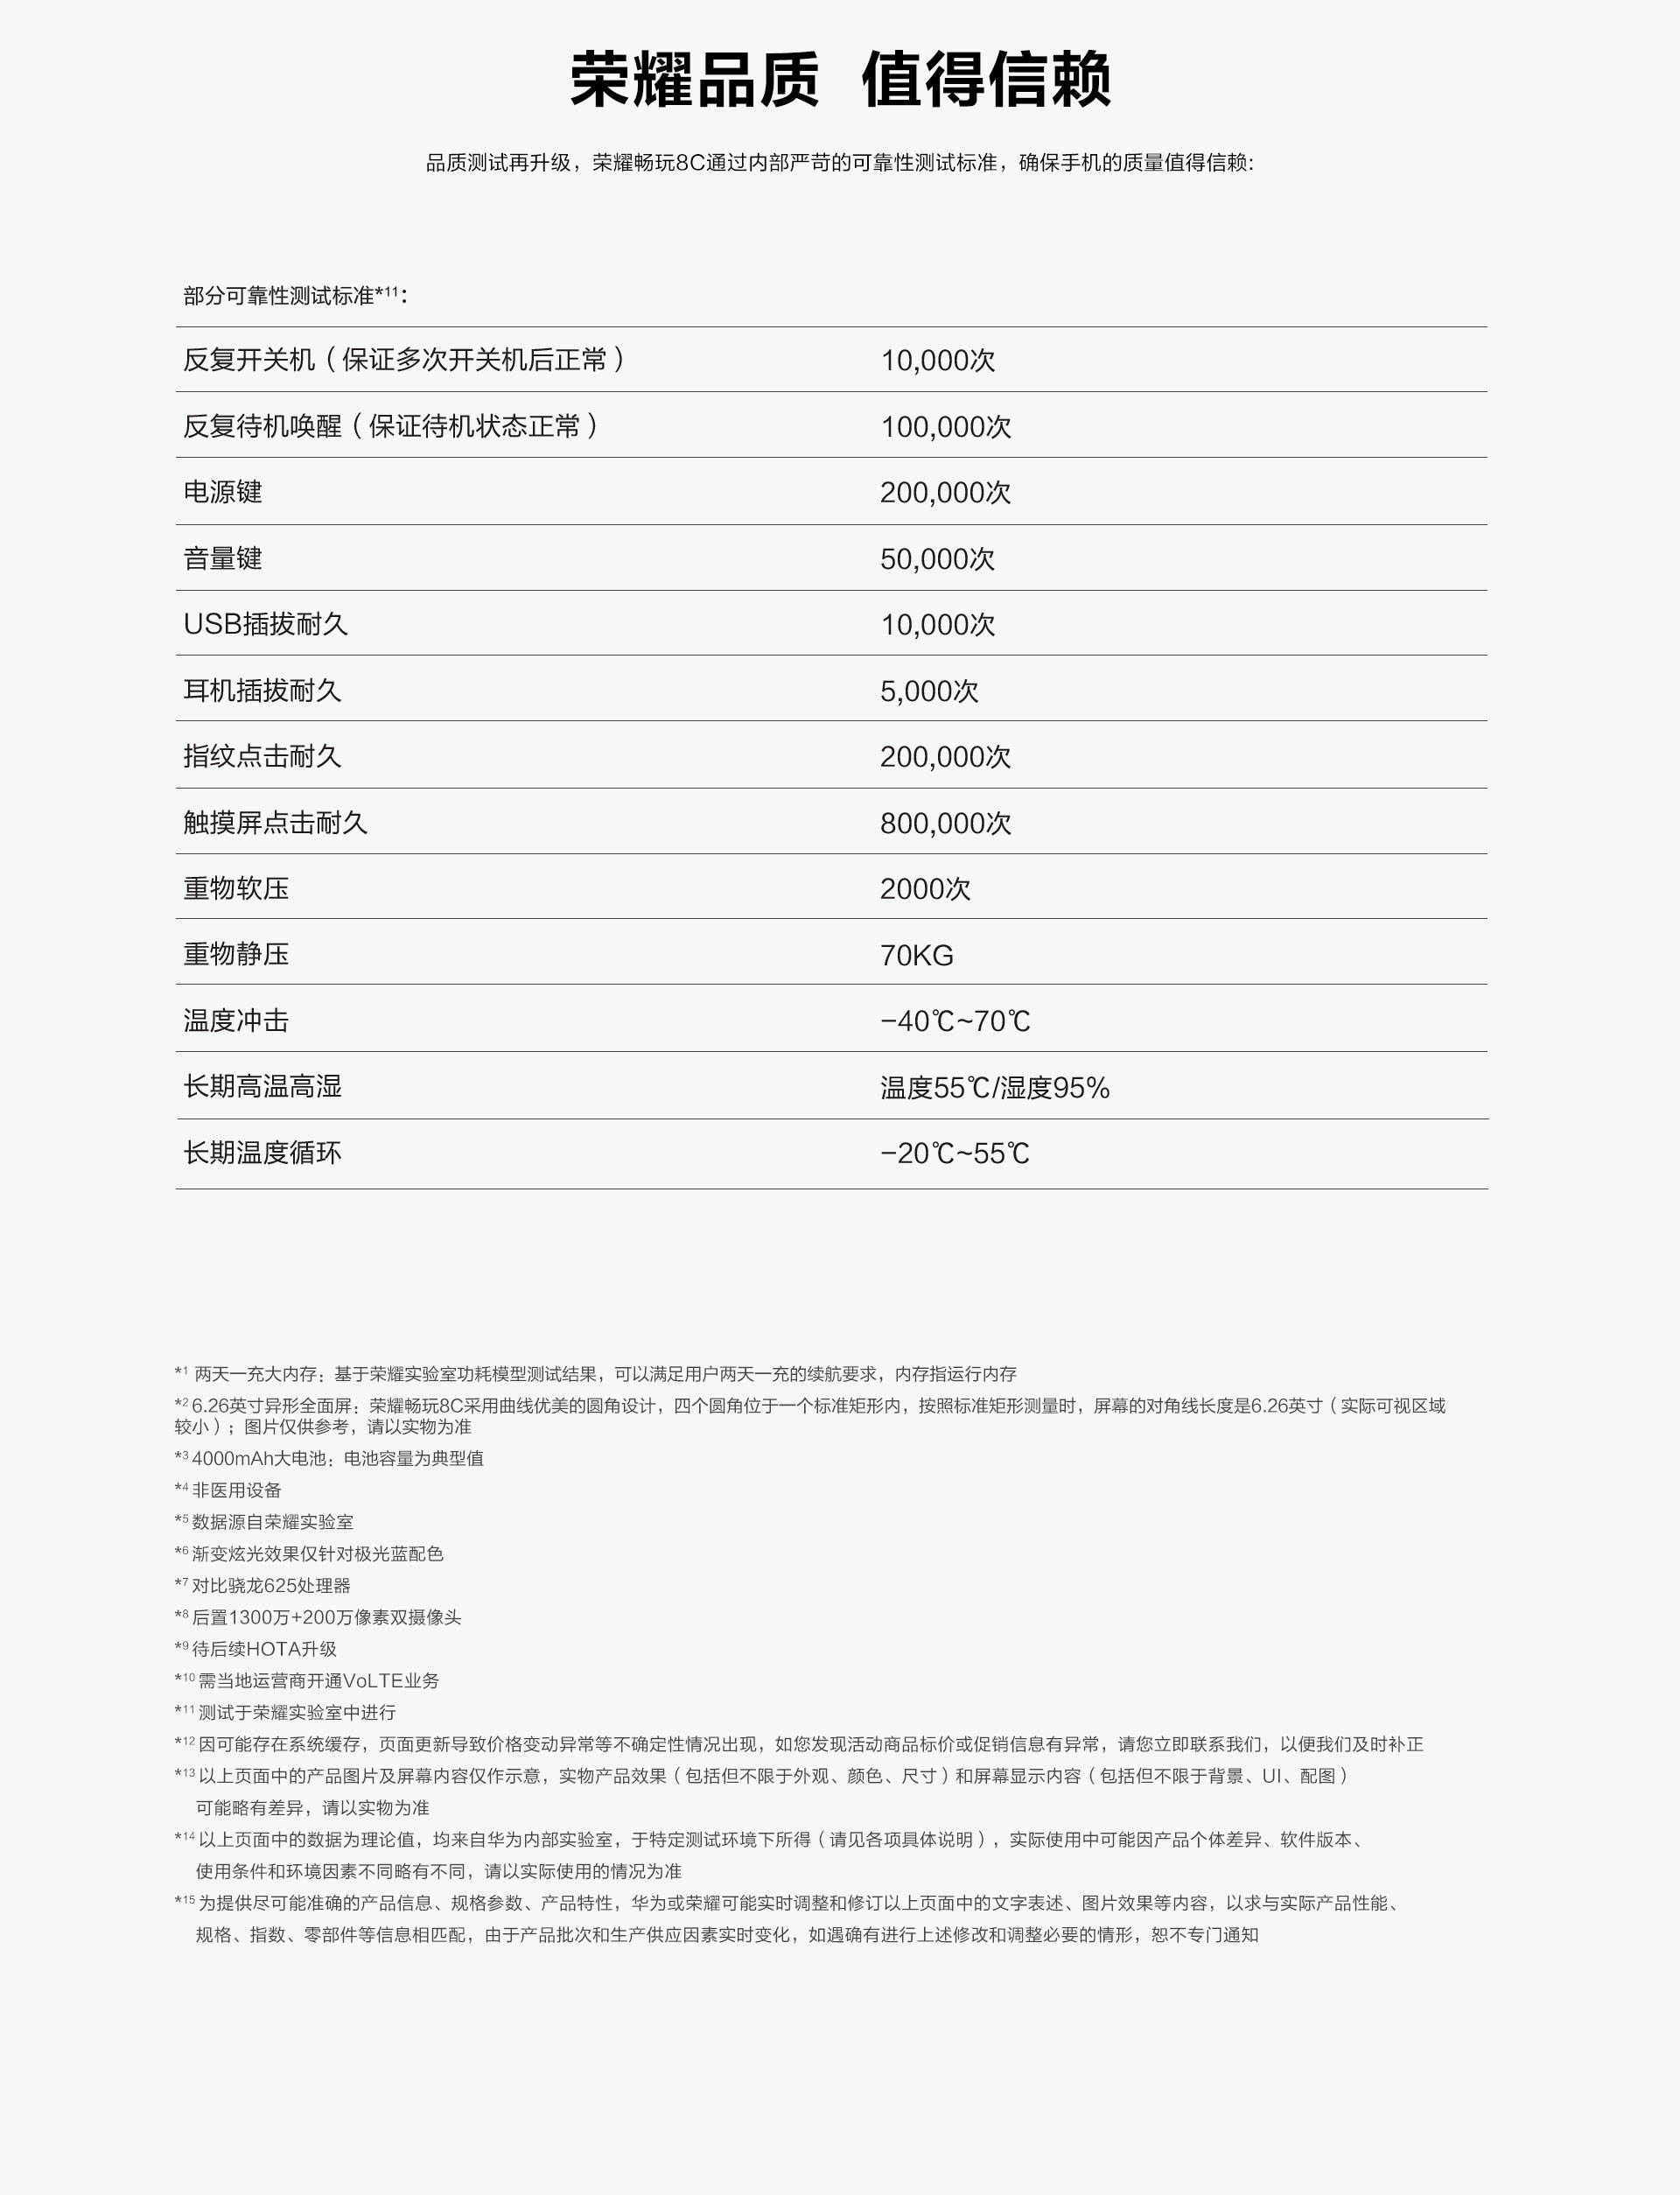 荣耀品质 值得信赖
品质测试再升级，荣耀畅玩8C通过内部严苛的可靠性测试标准，确保手机的质量值得信赖:
部分可靠性测试标准*11：
反复开关机（保证多次开关机后正常） 10,000次
反复待机唤醒（保证待机状态正常） 100,000次
电源键 200,000次
音量键 50,000次
USB插拔耐久 10,000次
耳机插拔耐久 5,000次
指纹点击耐久 200,000次
触摸屏点击耐久 800,000次
重物软压 2000次
重物静压 70KG
温度冲击 -40℃~70℃
长期高温高湿 温度55℃/湿度95%
长期温度循环 -20℃~55℃
*1 两天一充大内存：基于荣耀实验室功耗模型测试结果，可以满足用户两天一充的续航要求，内存指运行内存
*2 6.26英寸异形全面屏：荣耀畅玩8C采用曲线优美的圆角设计，四个圆角位于一个标准矩形内，按照标准矩形测量时，屏幕的对角线长度是6.26英寸（实际可视区域
较小）；图片仅供参考，请以实物为准
*3 4000mAh大电池：电池容量为典型值
*4 非医用设备
*5 数据源自荣耀实验室
*6 渐变炫光效果仅针对极光蓝配色
*7 对比骁龙625处理器
*8 后置1300万+200万像素双摄像头
*9 待后续HOTA升级
*10 需当地运营商开通VoLTE业务
*11 测试于荣耀实验室中进行
*12 因可能存在系统缓存，页面更新导致价格变动异常等不确定性情况出现，如您发现活动商品标价或促销信息有异常，请您立即联系我们，以便我们及时补正
*13 以上页面中的产品图片及屏幕内容仅作示意，实物产品效果（包括但不限于外观、颜色、尺寸）和屏幕显示内容（包括但不限于背景、UI、配图）
可能略有差异，请以实物为准
*14 以上页面中的数据为理论值，均来自华为内部实验室，于特定测试环境下所得（请见各项具体说明），实际使用中可能因产品个体差异、软件版本、
使用条件和环境因素不同略有不同，请以实际使用的情况为准
*15 为提供尽可能准确的产品信息、规格参数、产品特性，华为或荣耀可能实时调整和修订以上页面中的文字表述、图片效果等内容，以求与实际产品性能、
规格、指数、零部件等信息相匹配，由于产品批次和生产供应因素实时变化，如遇确有进行上述修改和调整必要的情形，恕不专门通知